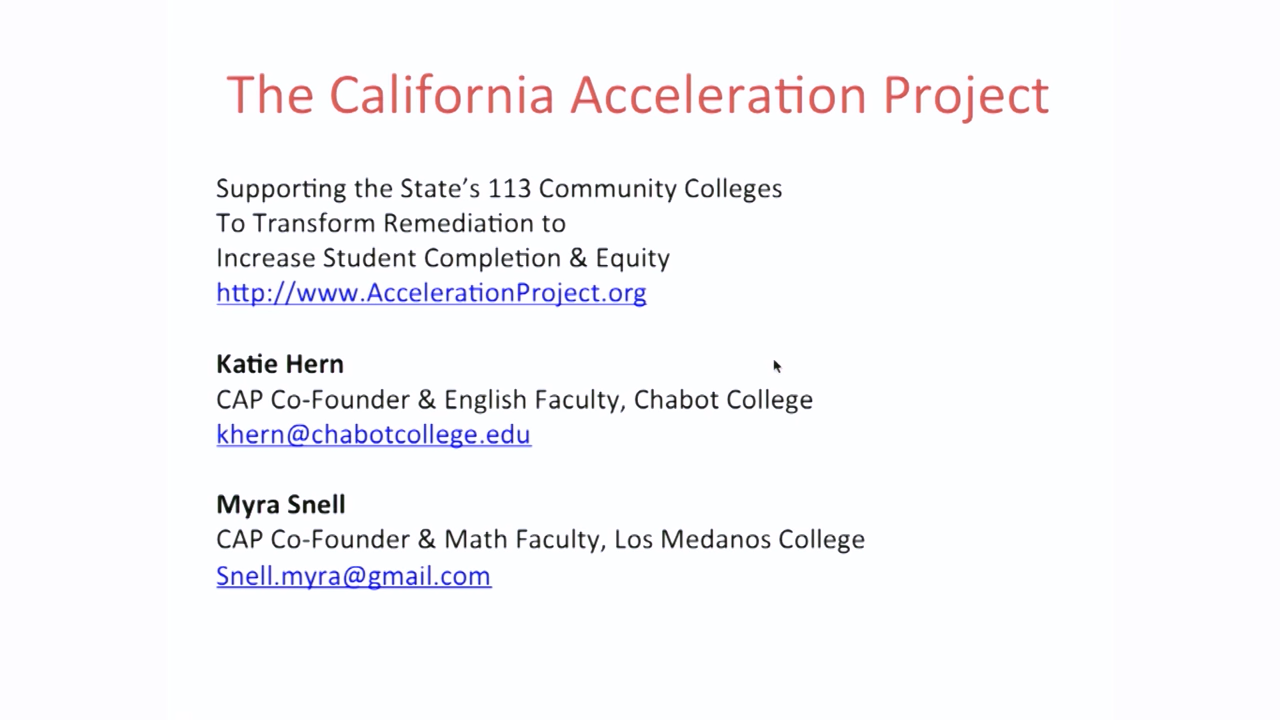 The California Acceleration Project
Supporting the State’s 113 Community Colleges
To Transform Remediation to
Increase Student Completion & Equity
http://www.AccelerationProject.org
Katie Hern
CAP Co-Founder & English Faculty, Chabot College
khern@chabotcollege.edu
Myra Snell
CAP Co-Founder & Math Faculty, Los Medanos College
Snell.myra@gmail.com